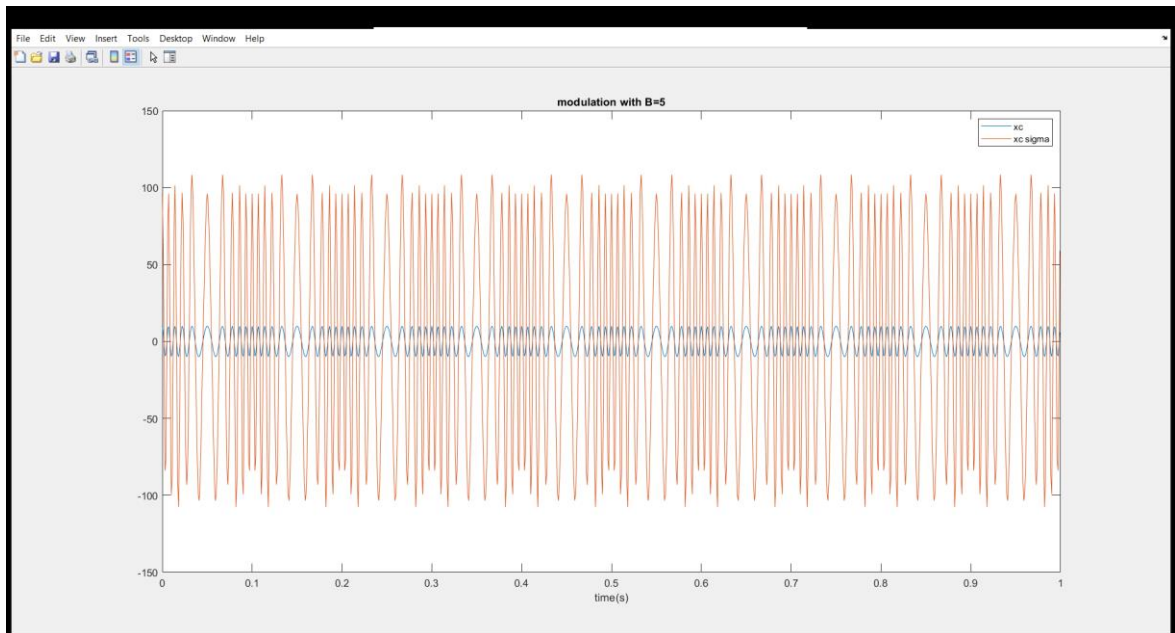 File Edit View Insert Tools Desktop Window Help
modulation with B=5
150
xc
xc sigma
100
50
0
-50
-100
-150
0 0.1 0.2 0.3 0.4 0.5 0.6 0.7 0.8 0.9 1
time(s)